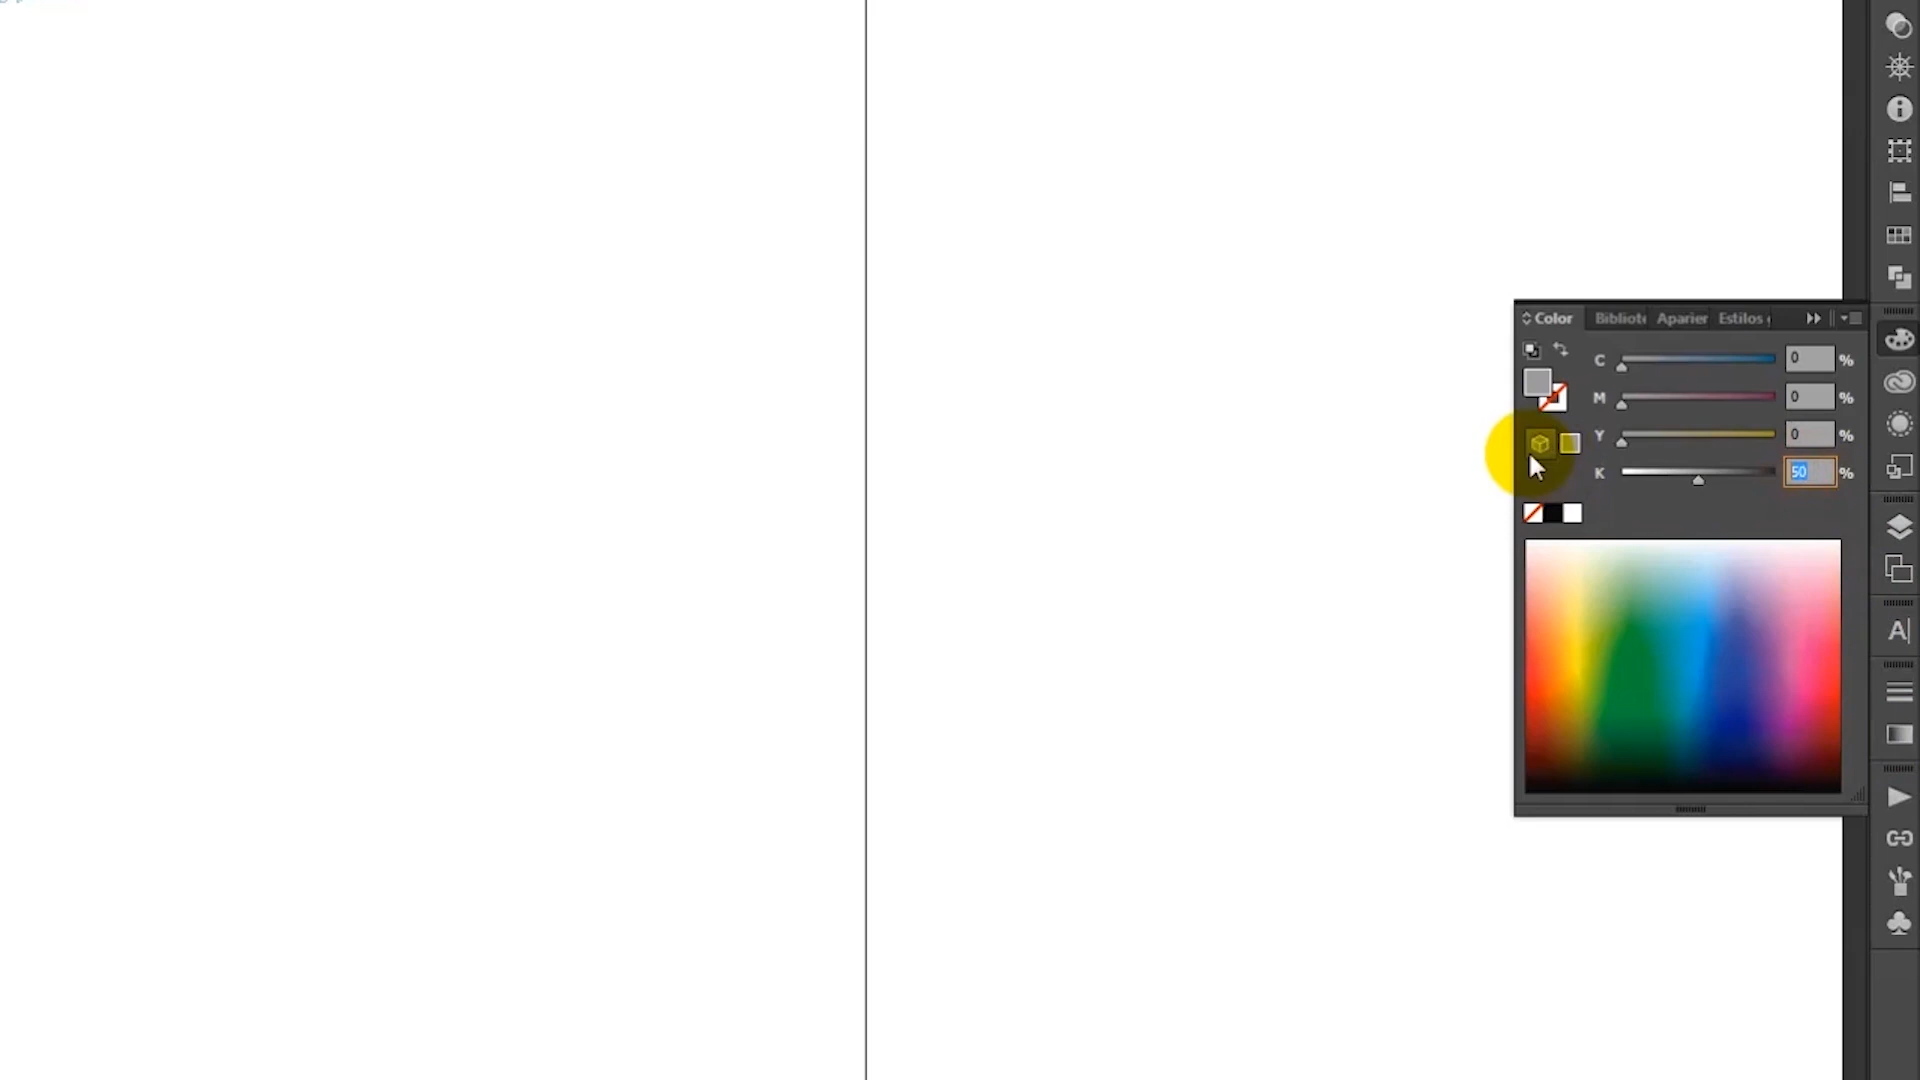 Color Bibliot Aparier Estilos
C 0 %
M 0 %
Y 0 %
K 50 %
A